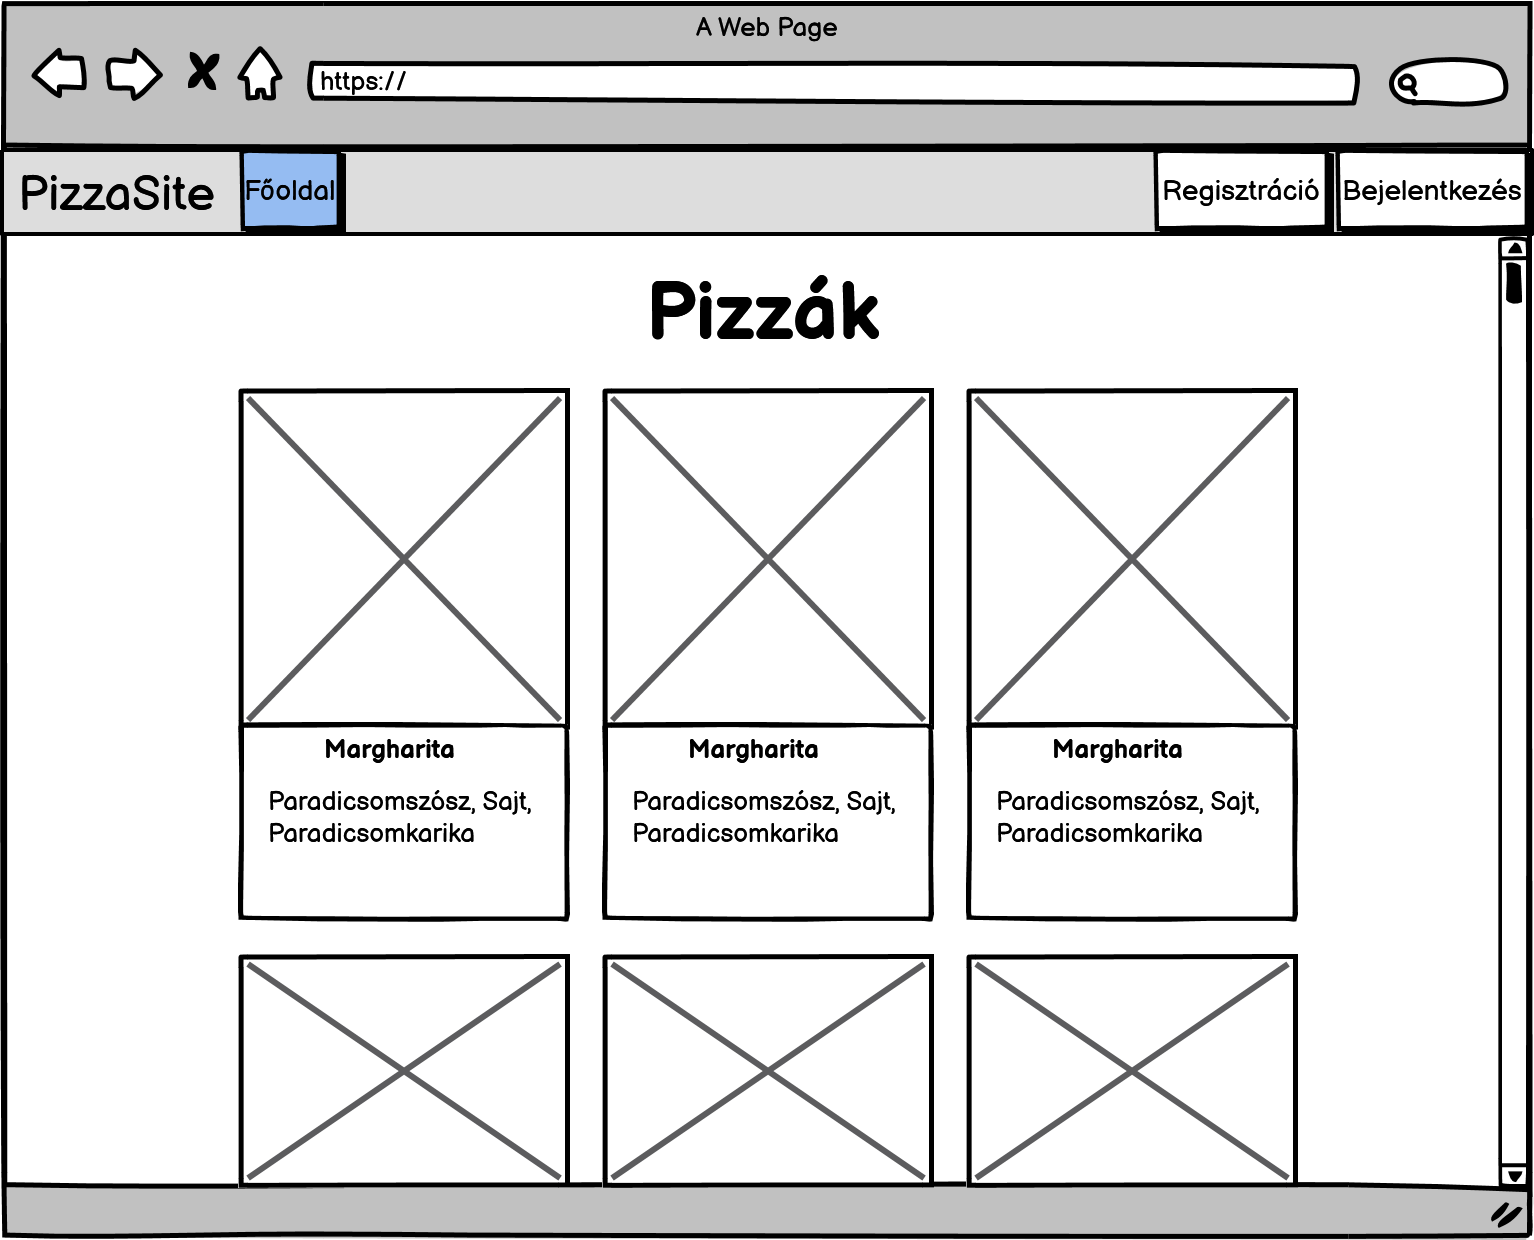 A Web Page
https://
PizzaSite
Főoldal
Regisztráció
Bejelentkezés
Pizzák
Margharita
Paradicsomszósz, Sajt,
Paradicsomkarika
Margharita
Paradicsomszósz, Sajt,
Paradicsomkarika
Margharita
Paradicsomszósz, Sajt,
Paradicsomkarika